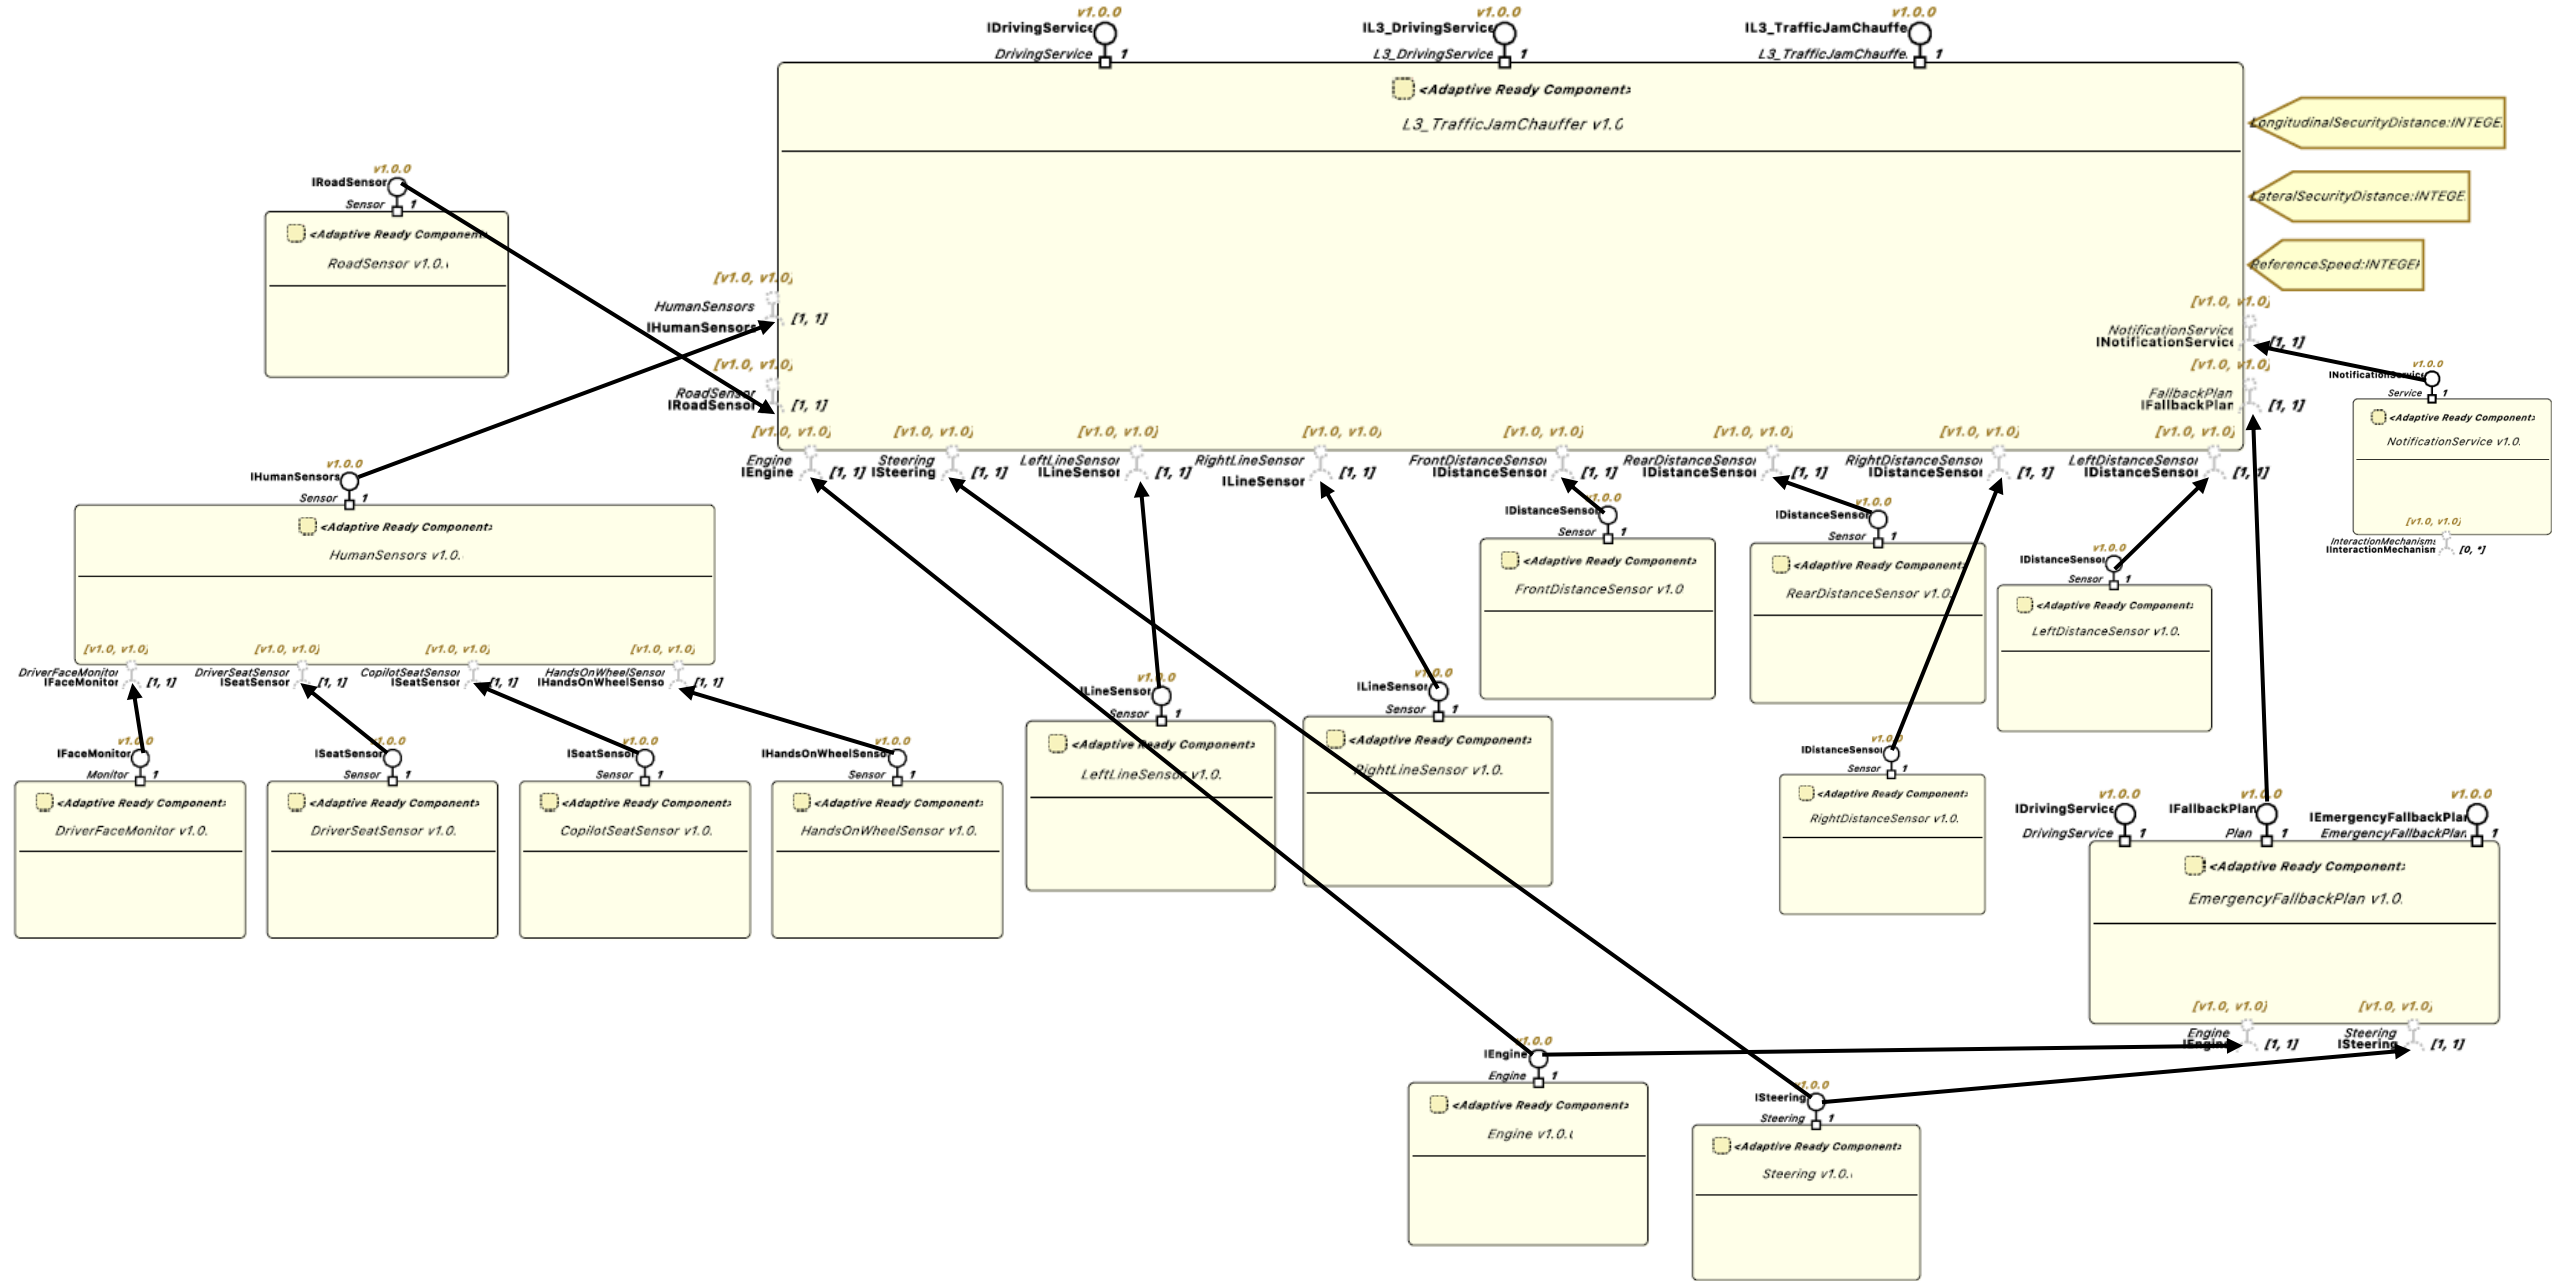 v1.0.0
IDrivingService
DrivingService 1
v1.0.0
IL3_DrivingService
L3_DrivingService 1
v1.0.0
IL3_TrafficJamChauffe
L3_TrafficJamChauffe 1
<Adaptive Ready Component>
L3_TrafficJamChauffer v1.0
LongitudinalSecurityDistance:INTEGE
LateralSecurityDistance:INTEGE
ReferenceSpeed:INTEGE
v1.0.0
IRoadSensor
Sensor 1
<Adaptive Ready Component
RoadSensor v1.0.
[v1.0, v1.0]
HumanSensors
IHumanSensors [1, 1]
[v1.0, v1.0]
RoadSensor
IRoadSensor [1, 1]
[v1.0, v1.0]
NotificationService
INotificationService [1, 1]
[v1.0, v1.0]
FallbackPlan
IFallbackPlan [1, 1]
[v1.0, v1.0]
Engine
IEngine [1, 1]
[v1.0, v1.0]
Steering
ISteering [1, 1]
[v1.0, v1.0]
LeftLineSensor
ILineSensor [1, 1]
[v1.0, v1.0]
RightLineSensor
ILineSensor [1, 1]
[v1.0, v1.0]
FrontDistanceSensor
IDistanceSensor [1, 1]
[v1.0, v1.0]
RearDistanceSensor
IDistanceSensor [1, 1]
[v1.0, v1.0]
RightDistanceSensor
IDistanceSensor [1, 1]
[v1.0, v1.0]
LeftDistanceSensor
IDistanceSensor [1, 1]
v1.0.0
INotificationService
Service 1
<Adaptive Ready Component>
NotificationService v1.0.
[v1.0, v1.0]
InteractionMechanisms
IInteractionMechanism [0, *]
v1.0.0
IHumanSensors
Sensor 1
<Adaptive Ready Component>
HumanSensors v1.0.
[v1.0, v1.0]
DriverFaceMonitor
IFaceMonitor [1, 1]
[v1.0, v1.0]
DriverSeatSensor
ISeatSensor [1, 1]
[v1.0, v1.0]
CopilotSeatSensor
ISeatSensor [1, 1]
[v1.0, v1.0]
HandsOnWheelSensor
IHandsOnWheelSenso [1, 1]
v1.0.0
IFaceMonitor
Monitor 1
<Adaptive Ready Component>
DriverFaceMonitor v1.0.
v1.0.0
ISeatSensor
Sensor 1
<Adaptive Ready Component>
DriverSeatSensor v1.0.
v1.0.0
ISeatSensor
Sensor 1
<Adaptive Ready Component>
CopilotSeatSensor v1.0.
v1.0.0
IHandsOnWheelSenso
Sensor 1
<Adaptive Ready Component>
HandsOnWheelSensor v1.0.
v1.0.0
ILineSensor
Sensor 1
<Adaptive Ready Component>
LeftLineSensor v1.0.
v1.0.0
ILineSensor
Sensor 1
<Adaptive Ready Component>
RightLineSensor v1.0.
v1.0.0
IDistanceSensor
Sensor 1
<Adaptive Ready Component>
FrontDistanceSensor v1.0
v1.0.0
IDistanceSensor
Sensor 1
<Adaptive Ready Component>
RearDistanceSensor v1.0.
v1.0.0
IDistanceSensor
Sensor 1
<Adaptive Ready Component>
LeftDistanceSensor v1.0.
v1.0.0
IDistanceSensor
Sensor 1
<Adaptive Ready Component>
RightDistanceSensor v1.0.
v1.0.0
IDrivingService
DrivingService 1
v1.0.0
IFallbackPlan
Plan 1
v1.0.0
IEmergencyFallbackPlan
EmergencyFallbackPlan 1
<Adaptive Ready Component>
EmergencyFallbackPlan v1.0.
[v1.0, v1.0]
Engine
IEngine [1, 1]
[v1.0, v1.0]
Steering
ISteering [1, 1]
v1.0.0
IEngine
Engine 1
<Adaptive Ready Component>
Engine v1.0.
v1.0.0
ISteering
Steering 1
<Adaptive Ready Component>
Steering v1.0.